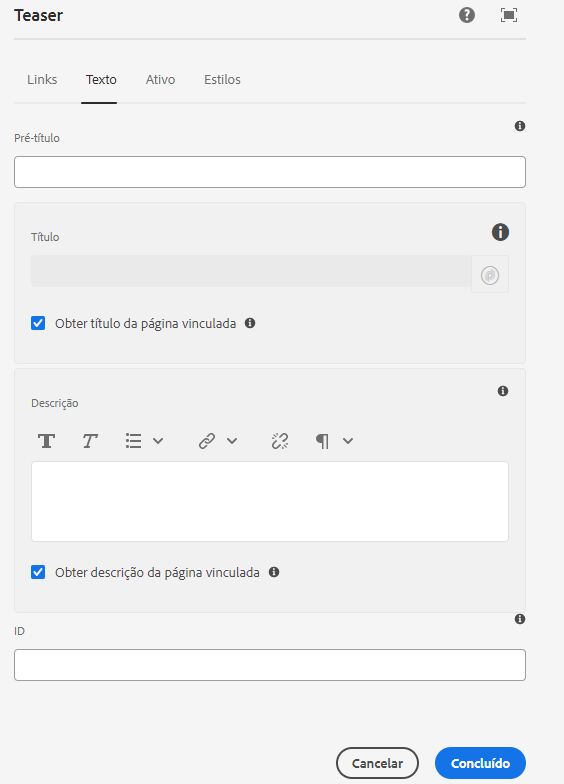 Teaser
Links Texto Ativo Estilos
Pré-título
Título
Obter título da página vinculada
Descrição
Obter descrição da página vinculada
ID
Cancelar Concluído